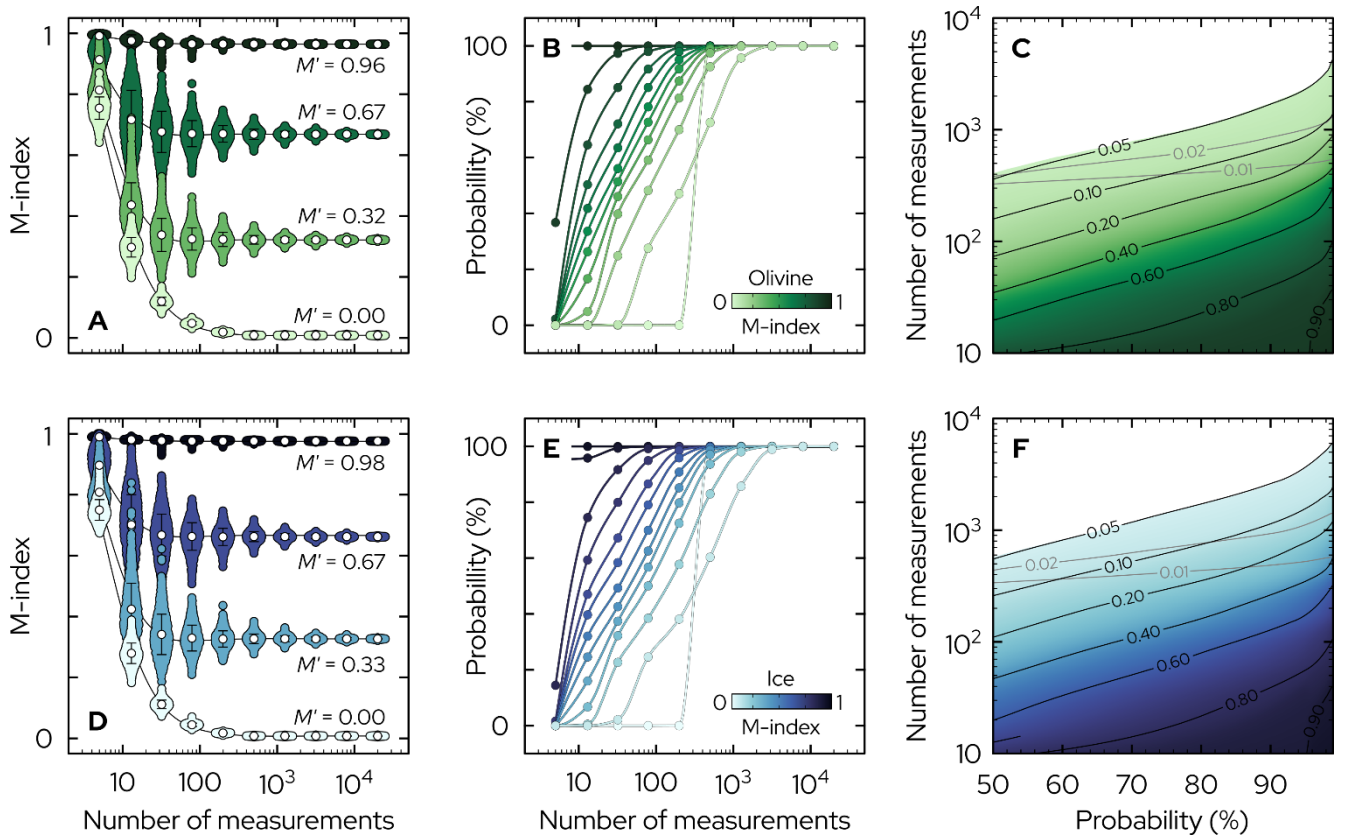 A
M-index
1
0
M′ = 0.96
M′ = 0.67
M′ = 0.32
M′ = 0.00
10 100 10³ 10⁴
B
Probability (%)
100
0
Olivine
0 1
M-index
10 100 10³ 10⁴
C
Number of measurements
10⁴
10³
10²
10
0.05
0.02
0.01
0.10
0.20
0.40
0.60
0.80
0.90
D
M-index
1
0
M′ = 0.98
M′ = 0.67
M′ = 0.33
M′ = 0.00
10 100 10³ 10⁴
Number of measurements
E
Probability (%)
100
0
Ice
0 1
M-index
10 100 10³ 10⁴
Number of measurements
F
Number of measurements
10⁴
10³
10²
10
0.05
0.02
0.10
0.01
0.20
0.40
0.60
0.80
0.90
50 60 70 80 90
Probability (%)